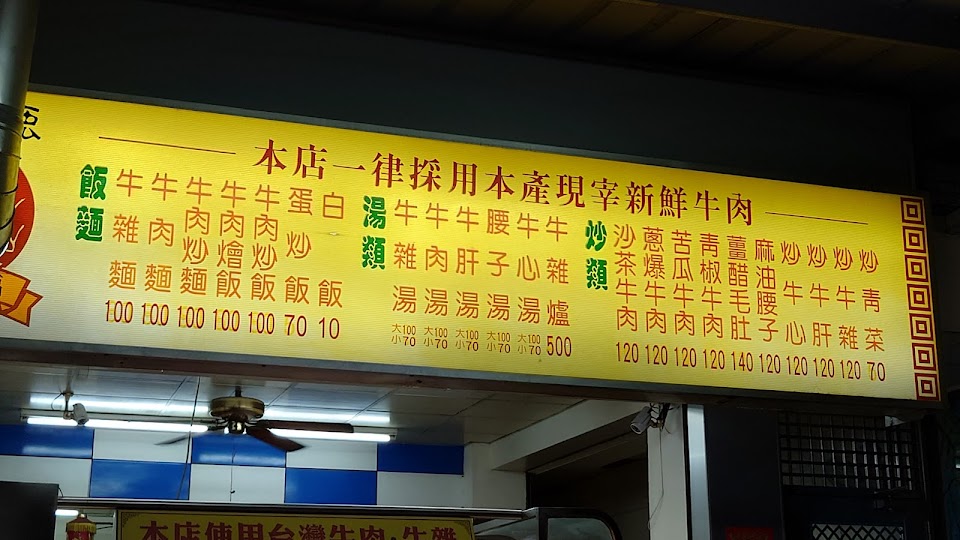 本店一律採用本產現宰新鮮牛肉
飯麵
牛雜麵 100
牛肉麵 100
牛肉炒麵 100
牛肉燴飯 100
牛肉炒飯 100
蛋炒飯 70
白飯 10
湯類
牛雜湯 大100 小70
牛肉湯 大100 小70
牛肝湯 大100 小70
腰子湯 大100 小70
牛心湯 大100 小70
牛雜爐 500
炒類
沙茶牛肉 120
蔥爆牛肉 120
苦瓜牛肉 120
青椒牛肉 120
薑醋毛肚 140
麻油腰子 120
炒牛心 120
炒牛肝 120
炒牛雜 120
炒青菜 70
本店使用台灣牛肉·牛雜